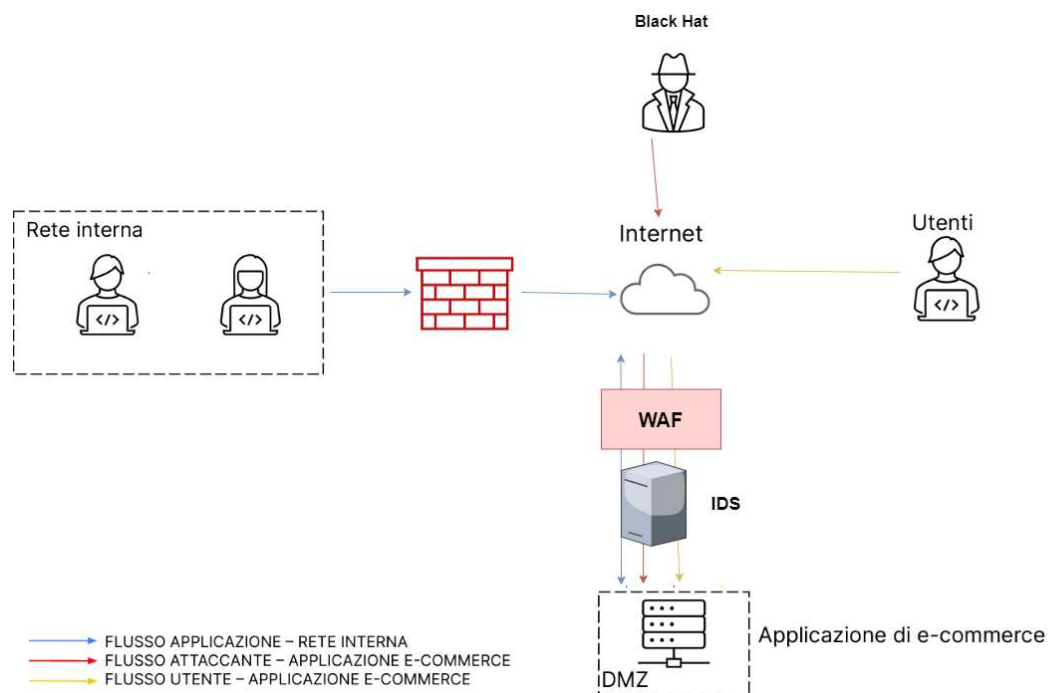 Black Hat
Rete interna
Internet
Utenti
</>
</>
</>
WAF
IDS
Applicazione di e-commerce
DMZ
FLUSSO APPLICAZIONE – RETE INTERNA
FLUSSO ATTACCANTE – APPLICAZIONE E-COMMERCE
FLUSSO UTENTE – APPLICAZIONE E-COMMERCE